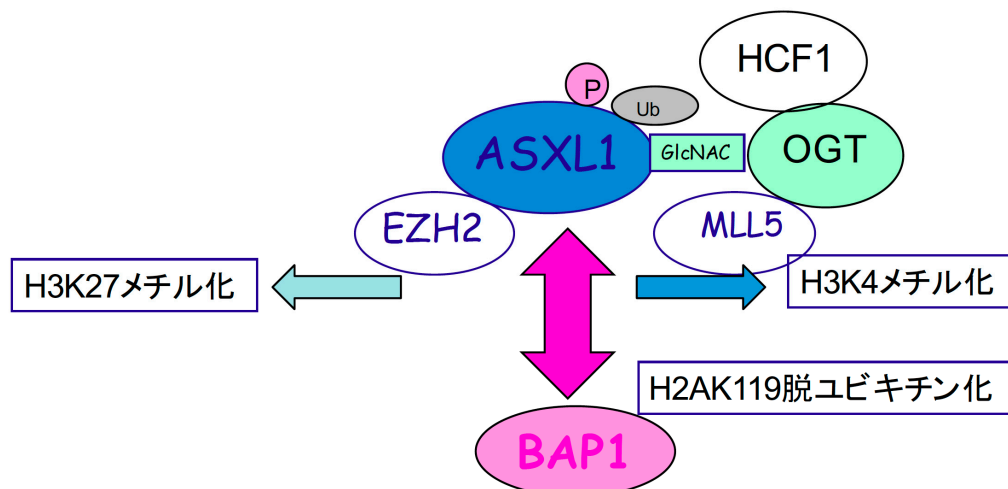 HCF1
P
Ub
ASXL1
GlcNAC
OGT
EZH2
MLL5
H3K27メチル化
H3K4メチル化
H2AK119脱ユビキチン化
BAP1